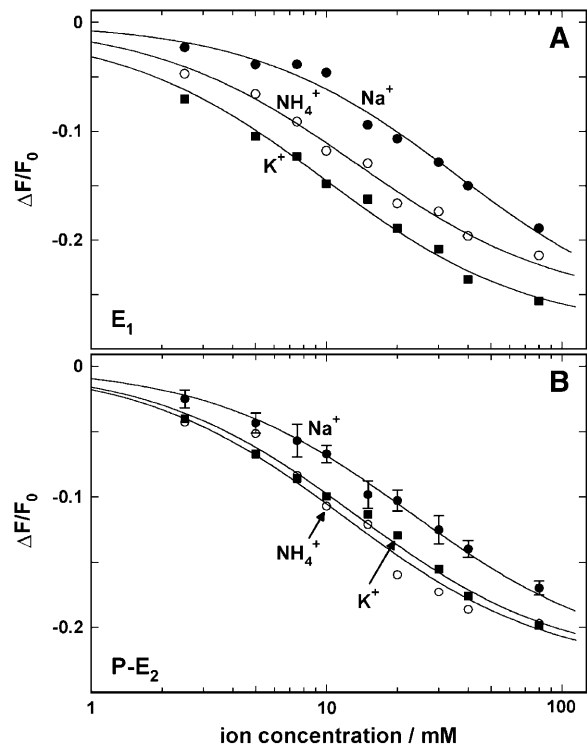 0
A
Na⁺
NH₄⁺
-0.1
K⁺
ΔF/F₀
-0.2
E₁
0
B
Na⁺
-0.1
ΔF/F₀
NH₄⁺
K⁺
-0.2
P-E₂
1
10
100
ion concentration / mM